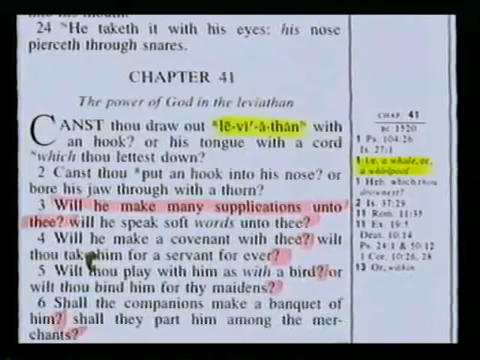 24 "He taketh it with his eyes: his nose
pierceth through snares.
CHAPTER 41
The power of God in the leviathan
CANST thou draw out "lē-vī'-ă-thăn" with
an hook? or his tongue with a cord
"which thou lettest down?
2 Canst thou "put an hook into his nose? or
bore his jaw through with a thorn?
3 Will he make many supplications unto
thee? will he speak soft words unto thee?
4 Will he make a covenant with thee? wilt
thou take him for a servant for ever?
5 Wilt thou play with him as with a bird? or
wilt thou bind him for thy maidens?
6 Shall the companions make a banquet of
him? shall they part him among the mer-
chants?
CHAP. 41
BC 1520
1 Ps. 104:26
Is. 27:1
1 i.e. a whale, or,
a whirlpool
1 Heb. which thou
drownest?
2 Is. 37:29
11 Rom. 11:35
11 Ex. 19:5
Deut. 10:14
Ps. 24:1 & 50:12
1 Cor. 10:26, 28
13 Or, within